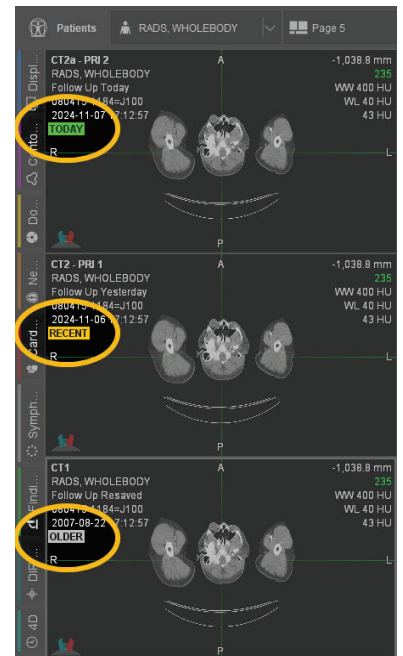 Patients
RADS, WHOLEBODY
Page 5
Displ...
Conto...
Do...
Ne...
Card...
Symph...
Findi...
DIR ...
4D
CT2a - PRI 2
RADS, WHOLEBODY
Follow Up Today
2024-11-07 17:12:57
TODAY
A
-1,038.8 mm
235
WW 400 HU
WL 40 HU
43 HU
R
L
P
CT2 - PRI 1
RADS, WHOLEBODY
Follow Up Yesterday
2024-11-06 17:12:57
RECENT
A
-1,038.8 mm
235
WW 400 HU
WL 40 HU
43 HU
R
L
P
CT1
RADS, WHOLEBODY
Follow Up Resaved
2007-08-22 17:12:57
OLDER
A
-1,038.8 mm
235
WW 400 HU
WL 40 HU
43 HU
R
L
P